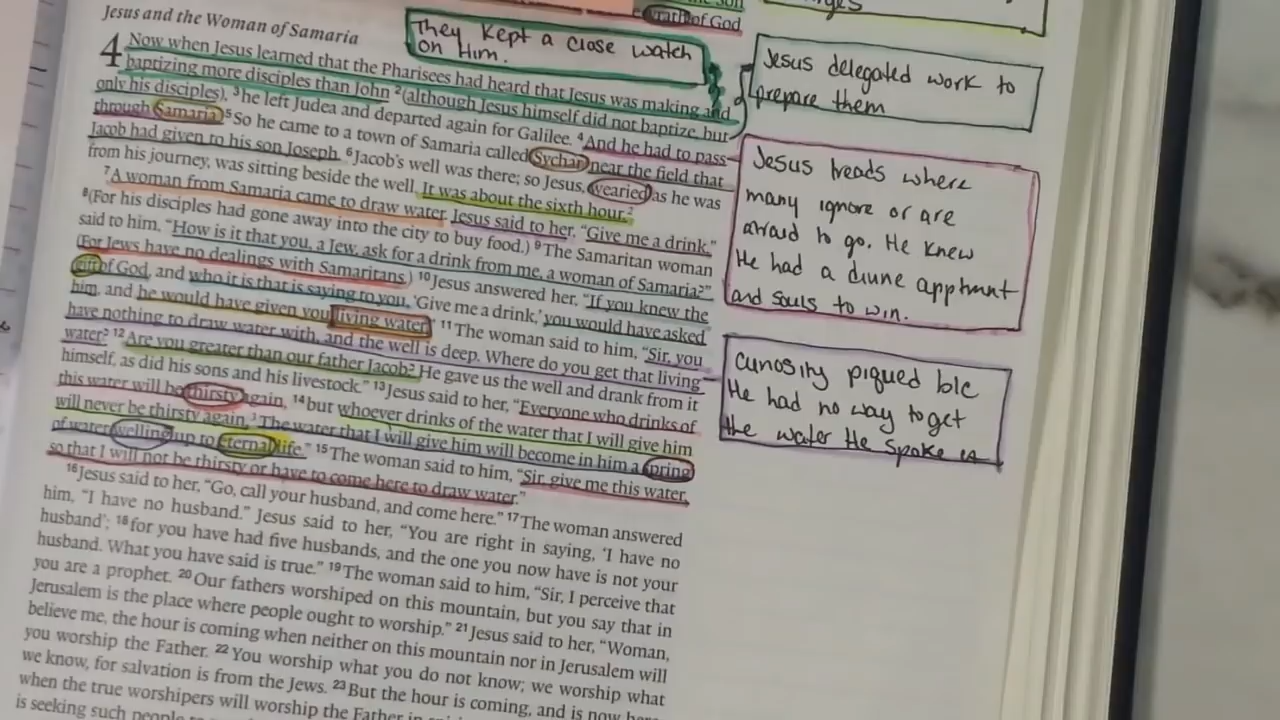 wrath of God
Jesus and the Woman of Samaria
They kept a close watch
on Him.
4 Now when Jesus learned that the Pharisees had heard that Jesus was making and
baptizing more disciples than John 2 (although Jesus himself did not baptize, but
only his disciples), 3 he left Judea and departed again for Galilee. 4 And he had to pass
through Samaria. 5 So he came to a town of Samaria called Sychar, near the field that
Jacob had given to his son Joseph. 6 Jacob's well was there; so Jesus, wearied as he was
from his journey, was sitting beside the well. It was about the sixth hour.2
7 A woman from Samaria came to draw water. Jesus said to her, "Give me a drink."
8 (For his disciples had gone away into the city to buy food.) 9 The Samaritan woman
said to him, "How is it that you, a Jew, ask for a drink from me, a woman of Samaria?"
(For Jews have no dealings with Samaritans.) 10 Jesus answered her, "If you knew the
gift of God, and who it is that is saying to you, 'Give me a drink,' you would have asked
him, and he would have given you living water." 11 The woman said to him, "Sir, you
have nothing to draw water with, and the well is deep. Where do you get that living
water? 12 Are you greater than our father Jacob? He gave us the well and drank from it
himself, as did his sons and his livestock." 13 Jesus said to her, "Everyone who drinks of
this water will be thirsty again, 14 but whoever drinks of the water that I will give him
will never be thirsty again.3 The water that I will give him will become in him a spring
of water welling up to eternal life." 15 The woman said to him, "Sir, give me this water,
so that I will not be thirsty or have to come here to draw water."
16 Jesus said to her, "Go, call your husband, and come here." 17 The woman answered
him, "I have no husband." Jesus said to her, "You are right in saying, 'I have no
husband'; 18 for you have had five husbands, and the one you now have is not your
husband. What you have said is true." 19 The woman said to him, "Sir, I perceive that
you are a prophet. 20 Our fathers worshiped on this mountain, but you say that in
Jerusalem is the place where people ought to worship." 21 Jesus said to her, "Woman,
believe me, the hour is coming when neither on this mountain nor in Jerusalem will
you worship the Father. 22 You worship what you do not know; we worship what
we know, for salvation is from the Jews. 23 But the hour is coming, and is now here,
when the true worshipers will worship the Father in
is seeking such people
Jesus delegated work to
prepare them
Jesus treads where
many ignore or are
afraid to go. He knew
He had a divine
and souls to win.
Curiosity piqued b/c
He had no way to get
the water He spoke